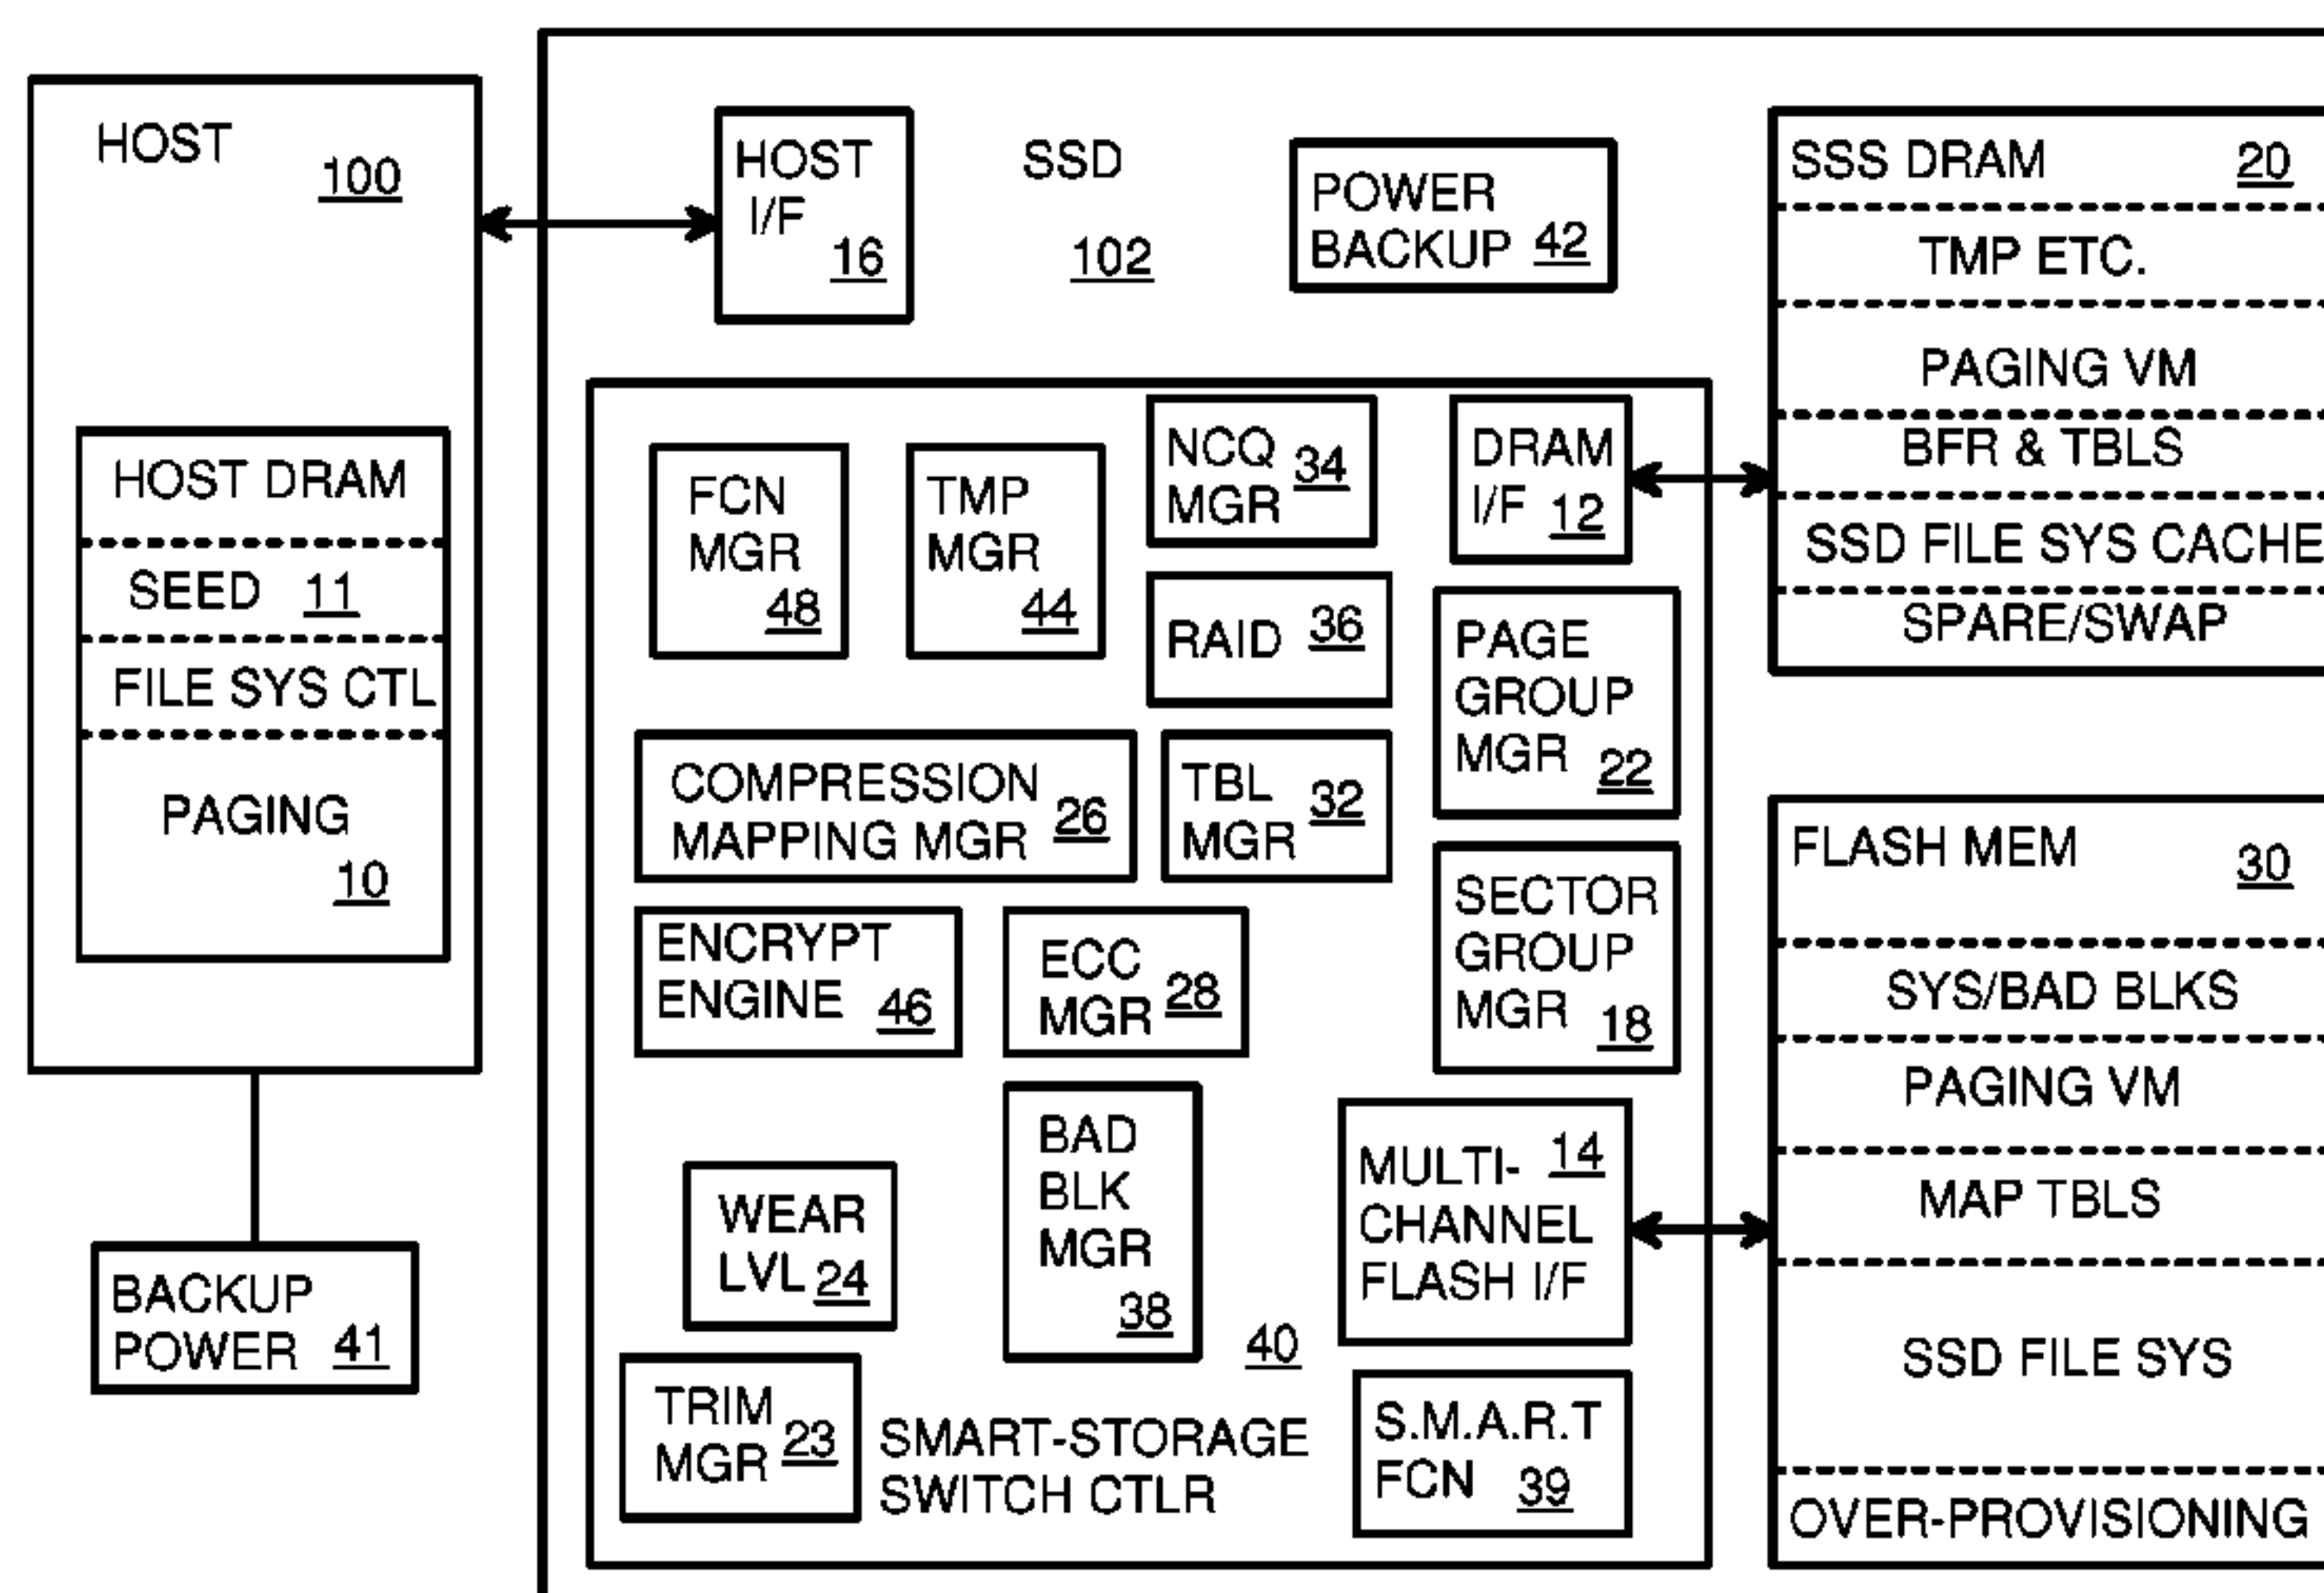 HOST
100
HOST DRAM
SEED 11
FILE SYS CTL
PAGING
10
BACKUP
POWER 41
HOST
I/F
16
SSD
102
POWER
BACKUP 42
FCN
MGR
48
TMP
MGR
44
NCQ 34
MGR
DRAM
I/F 12
RAID 36
PAGE
GROUP
MGR 22
COMPRESSION 26
MAPPING MGR
TBL 32
MGR
ENCRYPT
ENGINE 46
ECC 28
MGR
SECTOR
GROUP
MGR 18
BAD
BLK
MGR
38
WEAR
LVL 24
MULTI- 14
CHANNEL
FLASH I/F
TRIM 23
MGR
40
SMART-STORAGE
SWITCH CTLR
S.M.A.R.T
FCN 39
SSS DRAM 20
TMP ETC.
PAGING VM
BFR & TBLS
SSD FILE SYS CACHE
SPARE/SWAP
FLASH MEM 30
SYS/BAD BLKS
PAGING VM
MAP TBLS
SSD FILE SYS
OVER-PROVISIONING